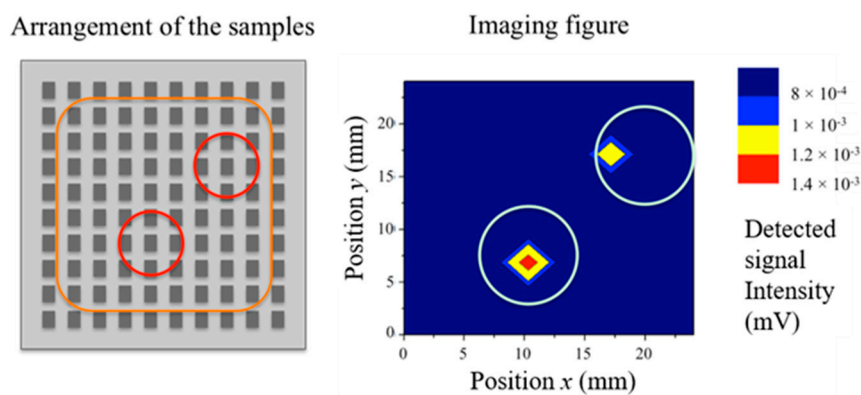 Arrangement of the samples
Imaging figure
20
15
10
5
0
Position y (mm)
0
5
10
15
20
Position x (mm)
8 × 10⁻⁴
1 × 10⁻³
1.2 × 10⁻³
1.4 × 10⁻³
Detected
signal
Intensity
(mV)